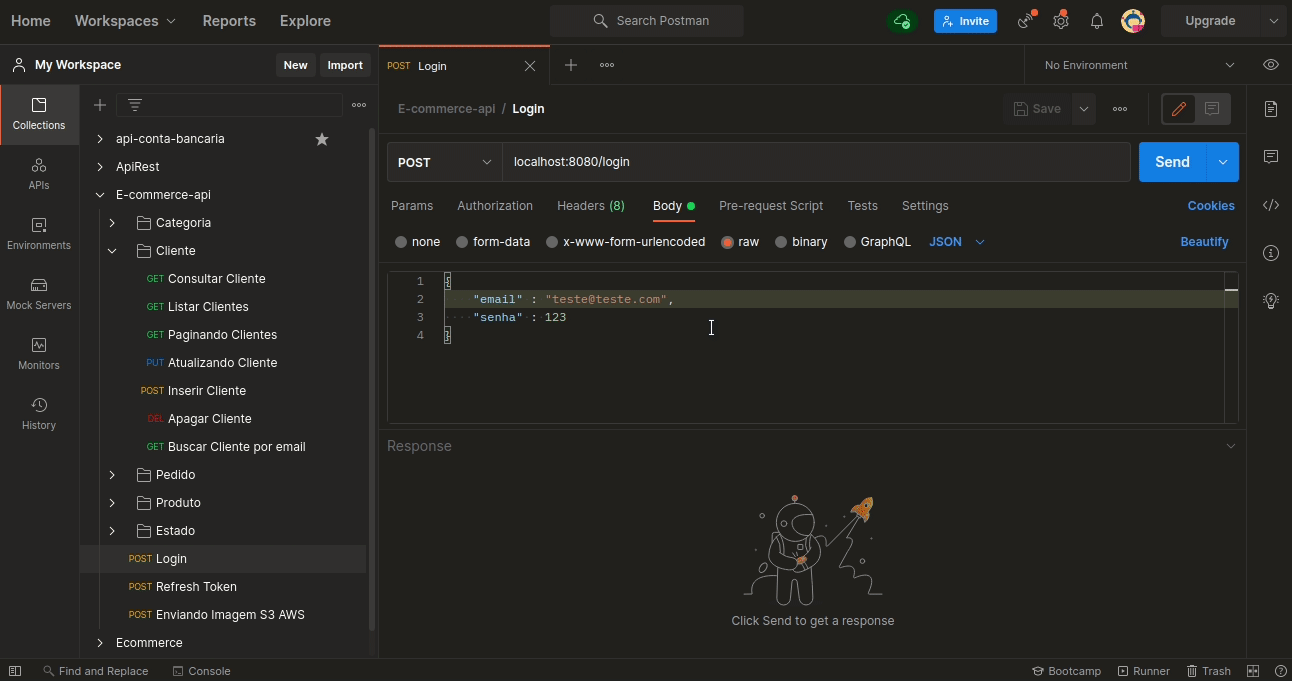 Home Workspaces Reports Explore Search Postman Invite Upgrade
My Workspace New Import POST Login No Environment
Collections
APIs
Environments
Mock Servers
Monitors
History
api-conta-bancaria
ApiRest
E-commerce-api
Categoria
Cliente
GET Consultar Cliente
GET Listar Clientes
GET Paginando Clientes
PUT Atualizando Cliente
POST Inserir Cliente
DEL Apagar Cliente
GET Buscar Cliente por email
Pedido
Produto
Estado
POST Login
POST Refresh Token
POST Enviando Imagem S3 AWS
Ecommerce
E-commerce-api / Login Save
POST localhost:8080/login Send
Params Authorization Headers (8) Body Pre-request Script Tests Settings Cookies
none form-data x-www-form-urlencoded raw binary GraphQL JSON Beautify
1 {
2 "email" : "teste@teste.com",
3 "senha" : 123
4 }
Response
Click Send to get a response
Find and Replace Console Bootcamp Runner Trash